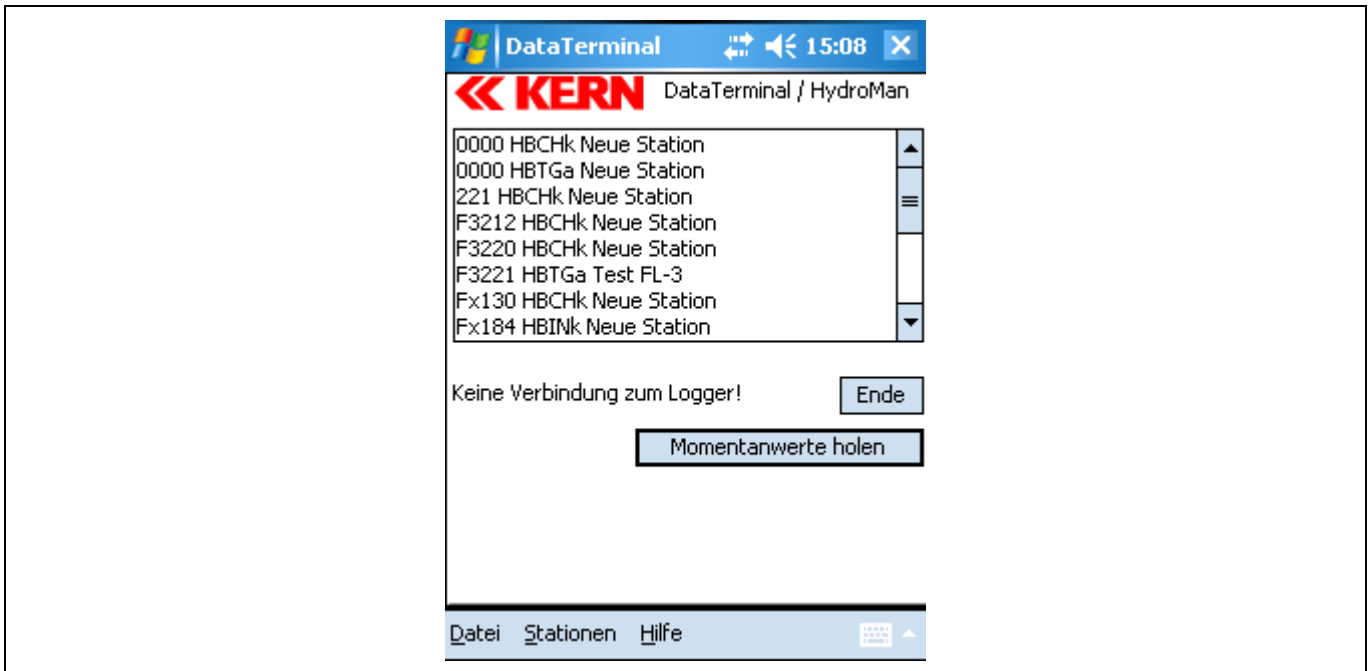 DataTerminal 15:08
KERN DataTerminal / HydroMan
0000 HBCHk Neue Station
0000 HBTGa Neue Station
221 HBCHk Neue Station
F3212 HBCHk Neue Station
F3220 HBCHk Neue Station
F3221 HBTGa Test FL-3
Fx130 HBCHk Neue Station
Fx184 HBINk Neue Station
Keine Verbindung zum Logger! Ende
Momentanwerte holen
Datei Stationen Hilfe